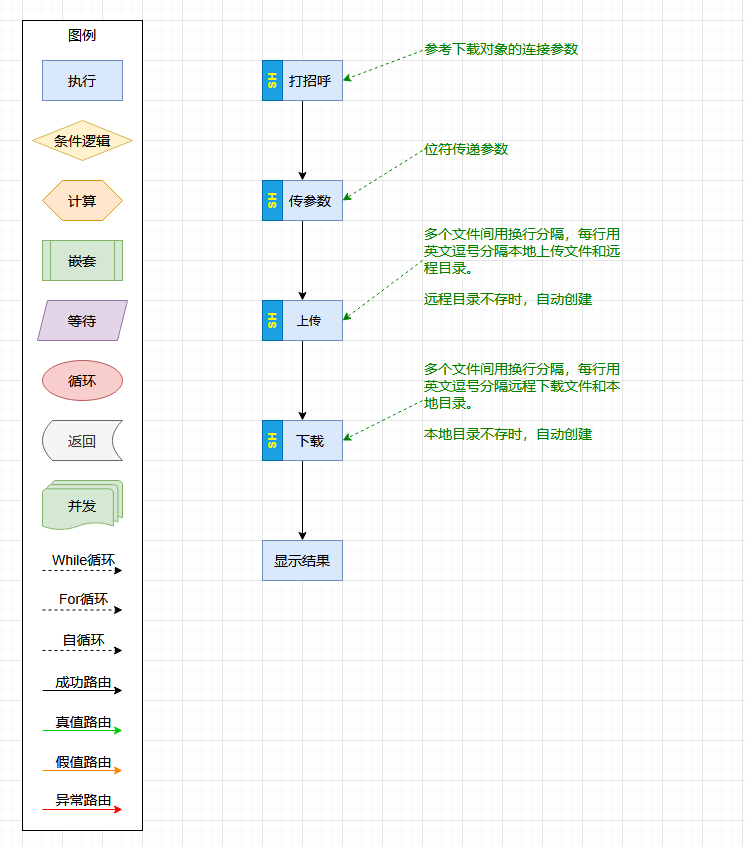 图例
执行
条件逻辑
计算
嵌套
等待
循环
返回
并发
While循环
For循环
自循环
成功路由
真值路由
假值路由
异常路由
参考下载对象的连接参数
SH
打招呼
位符传递参数
SH
传参数
多个文件间用换行分隔，每行用
英文逗号分隔本地上传文件和远
程目录。
远程目录不存时，自动创建
SH
上传
多个文件间用换行分隔，每行用
英文逗号分隔远程下载文件和本
地目录。
本地目录不存时，自动创建
SH
下载
显示结果